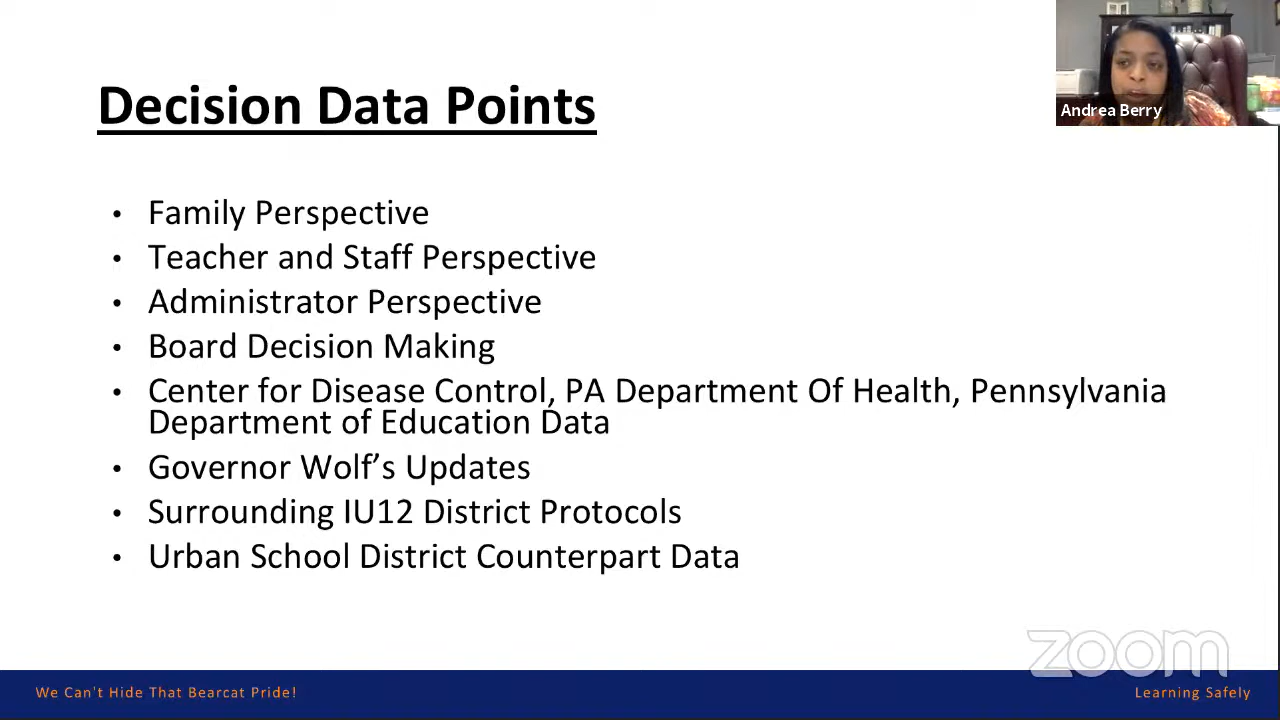 Decision Data Points
Andrea Berry
• Family Perspective
• Teacher and Staff Perspective
• Administrator Perspective
• Board Decision Making
• Center for Disease Control, PA Department Of Health, Pennsylvania
Department of Education Data
• Governor Wolf’s Updates
• Surrounding IU12 District Protocols
• Urban School District Counterpart Data
zoom
We Can't Hide That Bearcat Pride!
Learning Safely